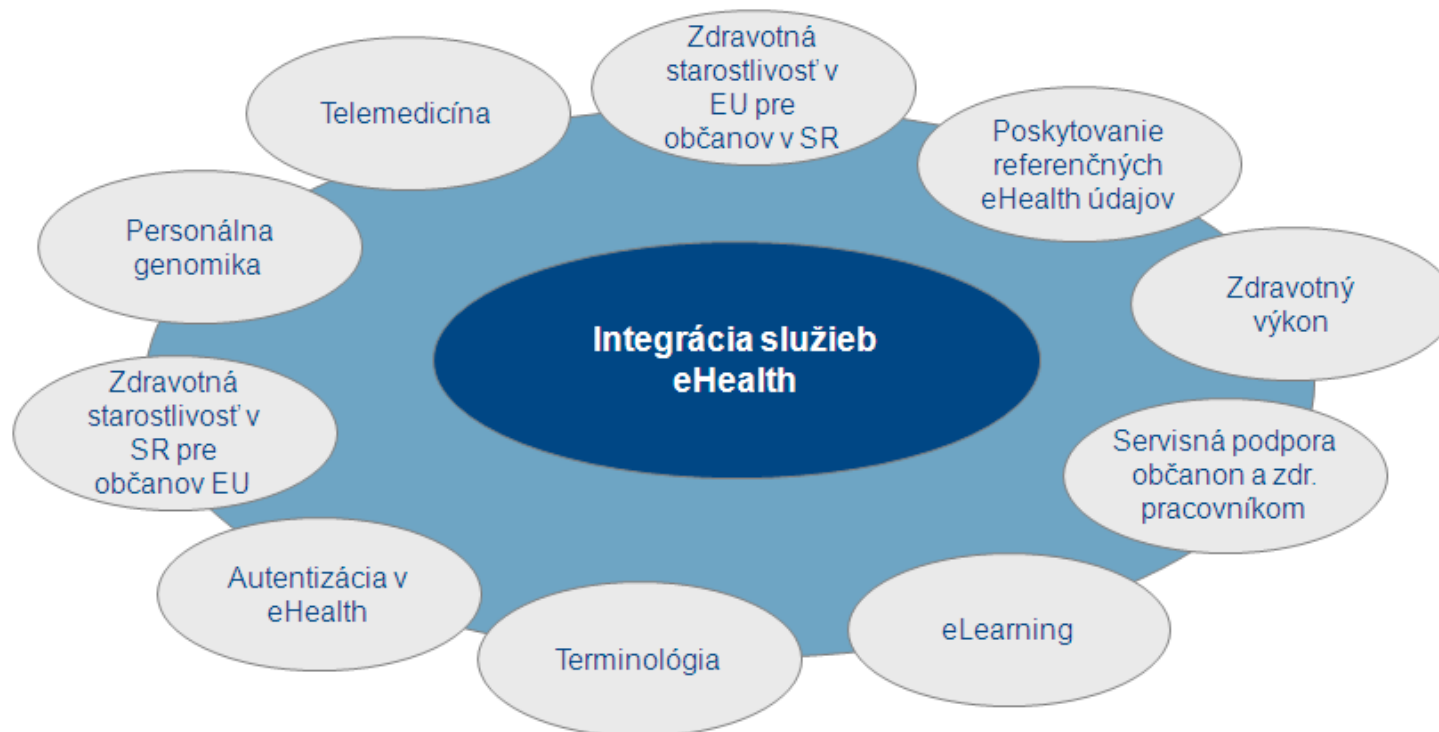 Zdravotná
starostlivosť v
EU pre
občanov v SR
Telemedicína
Poskytovanie
referenčných
eHealth údajov
Personálna
genomika
Zdravotný
výkon
Integrácia služieb
eHealth
Zdravotná
starostlivosť v
SR pre
občanov EU
Servisná podpora
občanon a zdr.
pracovníkom
Autentizácia v
eHealth
eLearning
Terminológia